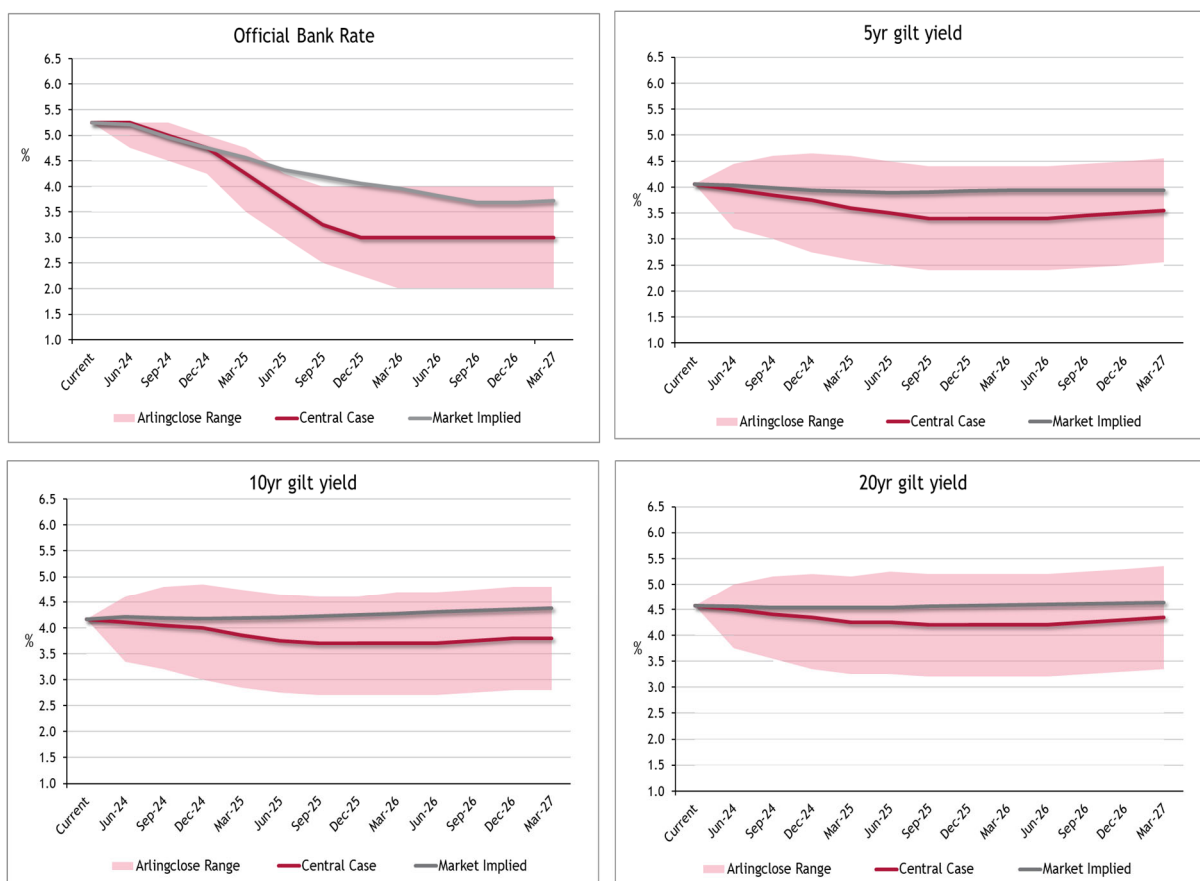 Official Bank Rate
6.5
6.0
5.5
5.0
4.5
4.0
3.5
3.0
2.5
2.0
1.5
1.0
%
Current
Jun-24
Sep-24
Dec-24
Mar-25
Jun-25
Sep-25
Dec-25
Mar-26
Jun-26
Sep-26
Dec-26
Mar-27
Arlingclose Range Central Case Market Implied
5yr gilt yield
6.5
6.0
5.5
5.0
4.5
4.0
3.5
3.0
2.5
2.0
1.5
1.0
%
Current
Jun-24
Sep-24
Dec-24
Mar-25
Jun-25
Sep-25
Dec-25
Mar-26
Jun-26
Sep-26
Dec-26
Mar-27
Arlingclose Range Central Case Market Implied
10yr gilt yield
6.5
6.0
5.5
5.0
4.5
4.0
3.5
3.0
2.5
2.0
1.5
1.0
%
Current
Jun-24
Sep-24
Dec-24
Mar-25
Jun-25
Sep-25
Dec-25
Mar-26
Jun-26
Sep-26
Dec-26
Mar-27
Arlingclose Range Central Case Market Implied
20yr gilt yield
6.5
6.0
5.5
5.0
4.5
4.0
3.5
3.0
2.5
2.0
1.5
1.0
%
Current
Jun-24
Sep-24
Dec-24
Mar-25
Jun-25
Sep-25
Dec-25
Mar-26
Jun-26
Sep-26
Dec-26
Mar-27
Arlingclose Range Central Case Market Implied